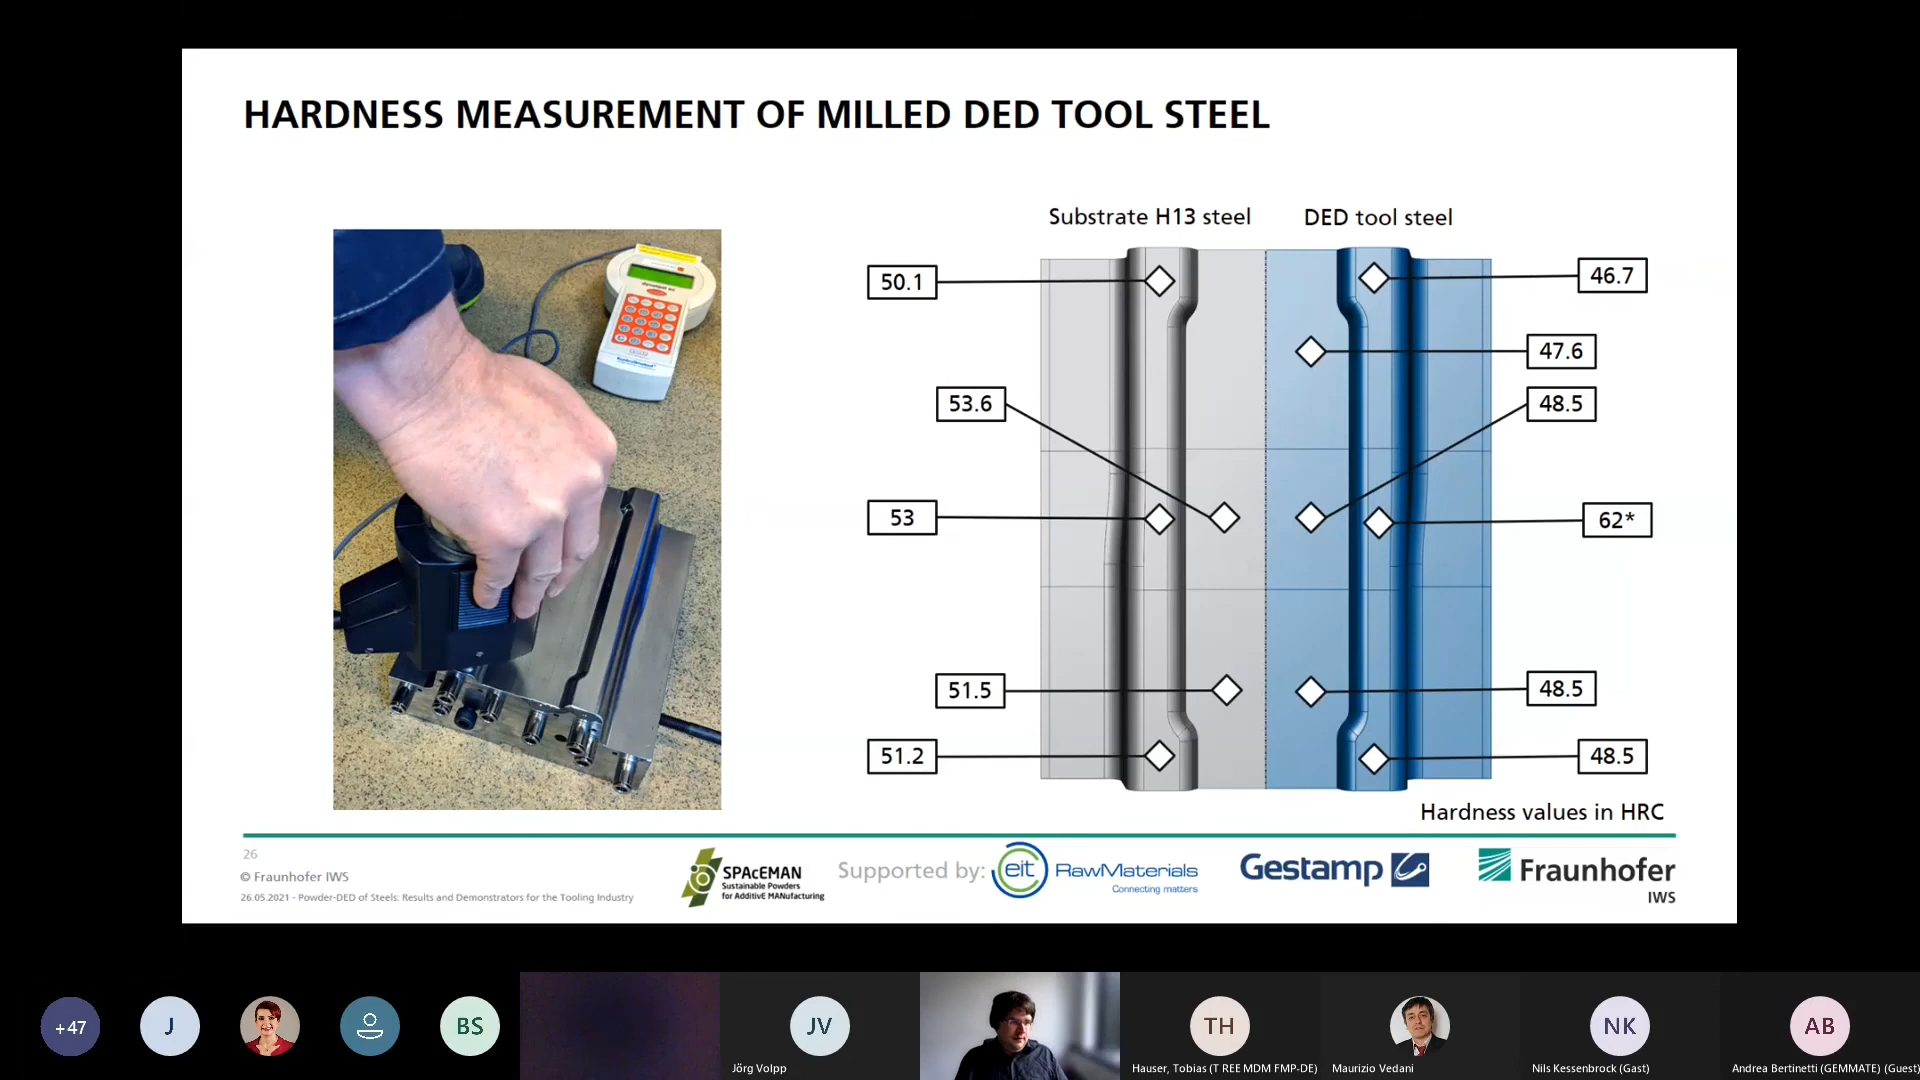 HARDNESS MEASUREMENT OF MILLED DED TOOL STEEL
Substrate H13 steel
DED tool steel
50.1
46.7
47.6
53.6
48.5
53
62*
51.5
48.5
51.2
48.5
Hardness values in HRC
26
© Fraunhofer IWS
26.05.2021 - Powder-DED of Steels: Results and Demonstrators for the Tooling Industry
SPAcEMAN
Sustainable Powders
for AdditivE MANufacturing
Supported by:
eit
RawMaterials
Connecting matters
Gestamp
Fraunhofer
IWS
+47
J
BS
JV
Jörg Volpp
TH
Hauser, Tobias (T REE MDM FMP-DE)
Maurizio Vedani
NK
Nils Kessenbrock (Gast)
AB
Andrea Bertinetti (GEMMATE) (Guest)